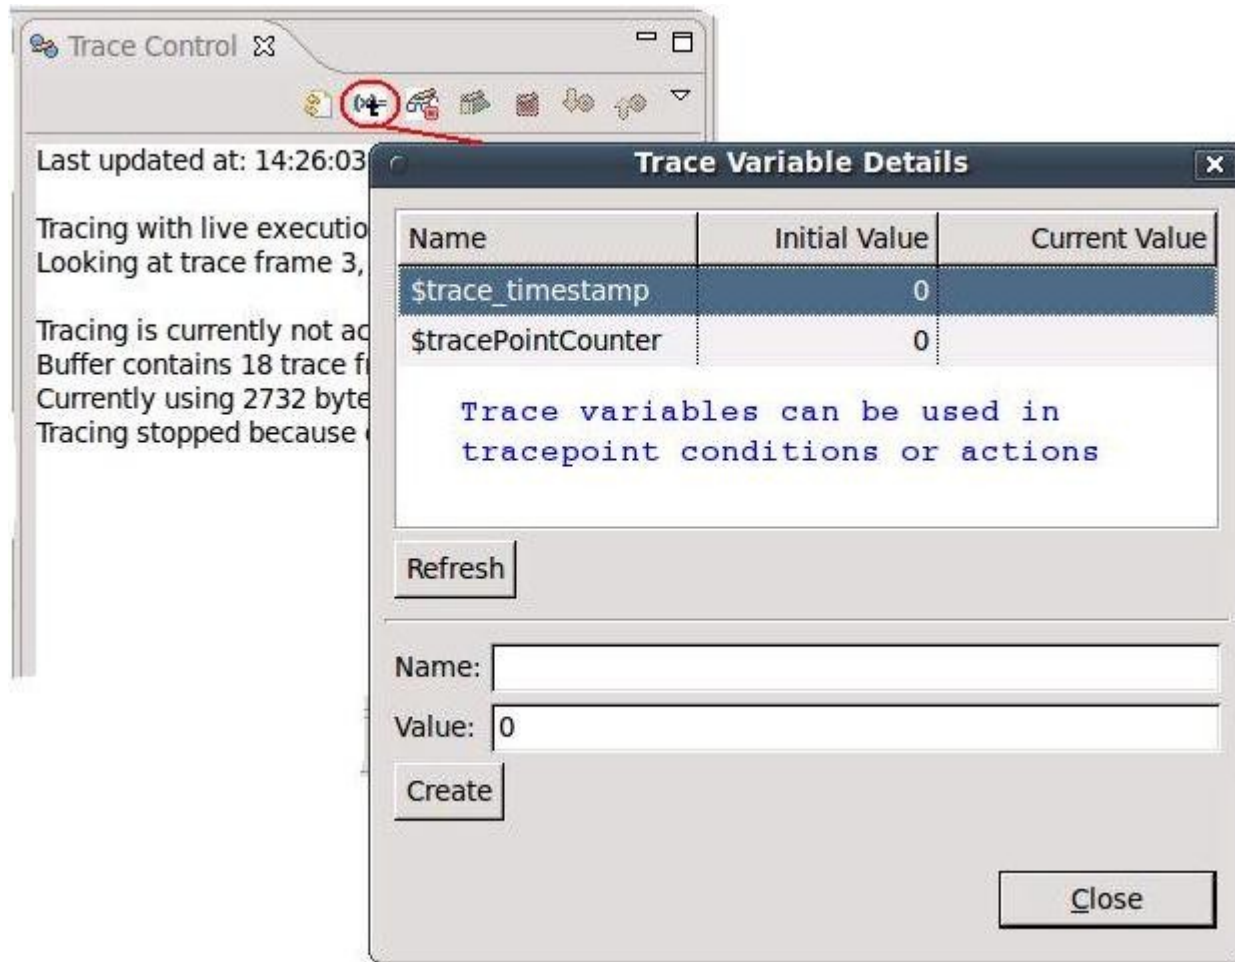 Trace Control
Last updated at: 14:26:03
Tracing with live executio
Looking at trace frame 3,
Tracing is currently not ac
Buffer contains 18 trace f
Currently using 2732 byte
Tracing stopped because
Trace Variable Details
Name Initial Value Current Value
$trace_timestamp 0
$tracePointCounter 0
Trace variables can be used in
tracepoint conditions or actions
Refresh
Name:
Value: 0
Create
Close